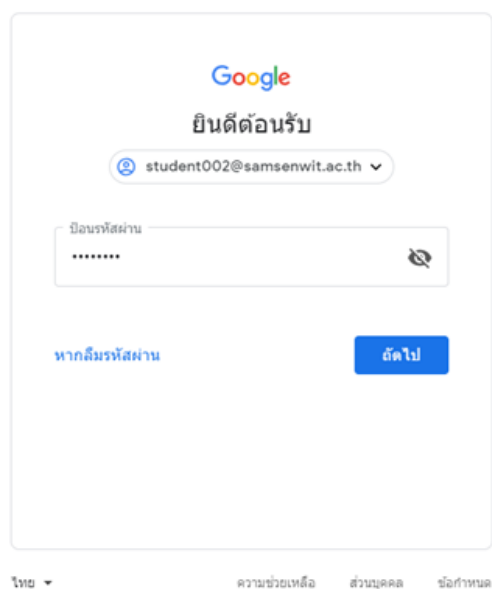 Google
ยินดีต้อนรับ
student002@samsenwit.ac.th
ป้อนรหัสผ่าน
••••••••
หากลืมรหัสผ่าน
ถัดไป
ไทย ความช่วยเหลือ ส่วนบุคคล ข้อกำหนด